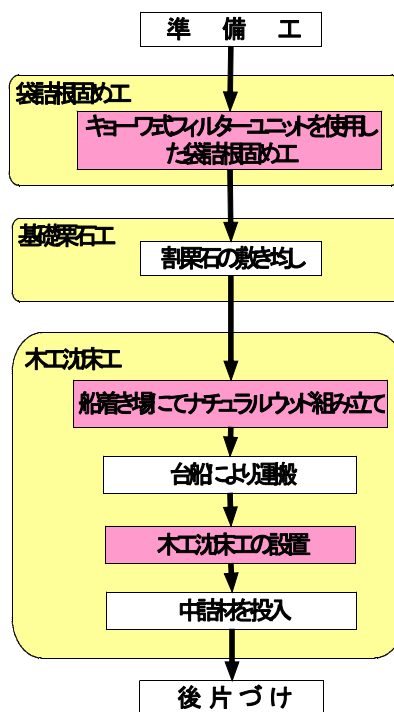 準 備 工
袋詰根固め工
キョーワ式フィルターユニットを使用し
た袋詰根固め工
基礎栗石工
割栗石の敷き均し
木工沈床工
船着き場にてナチュラルウッド組み立て
台船により運搬
木工沈床工の設置
中詰材を投入
後片づけ